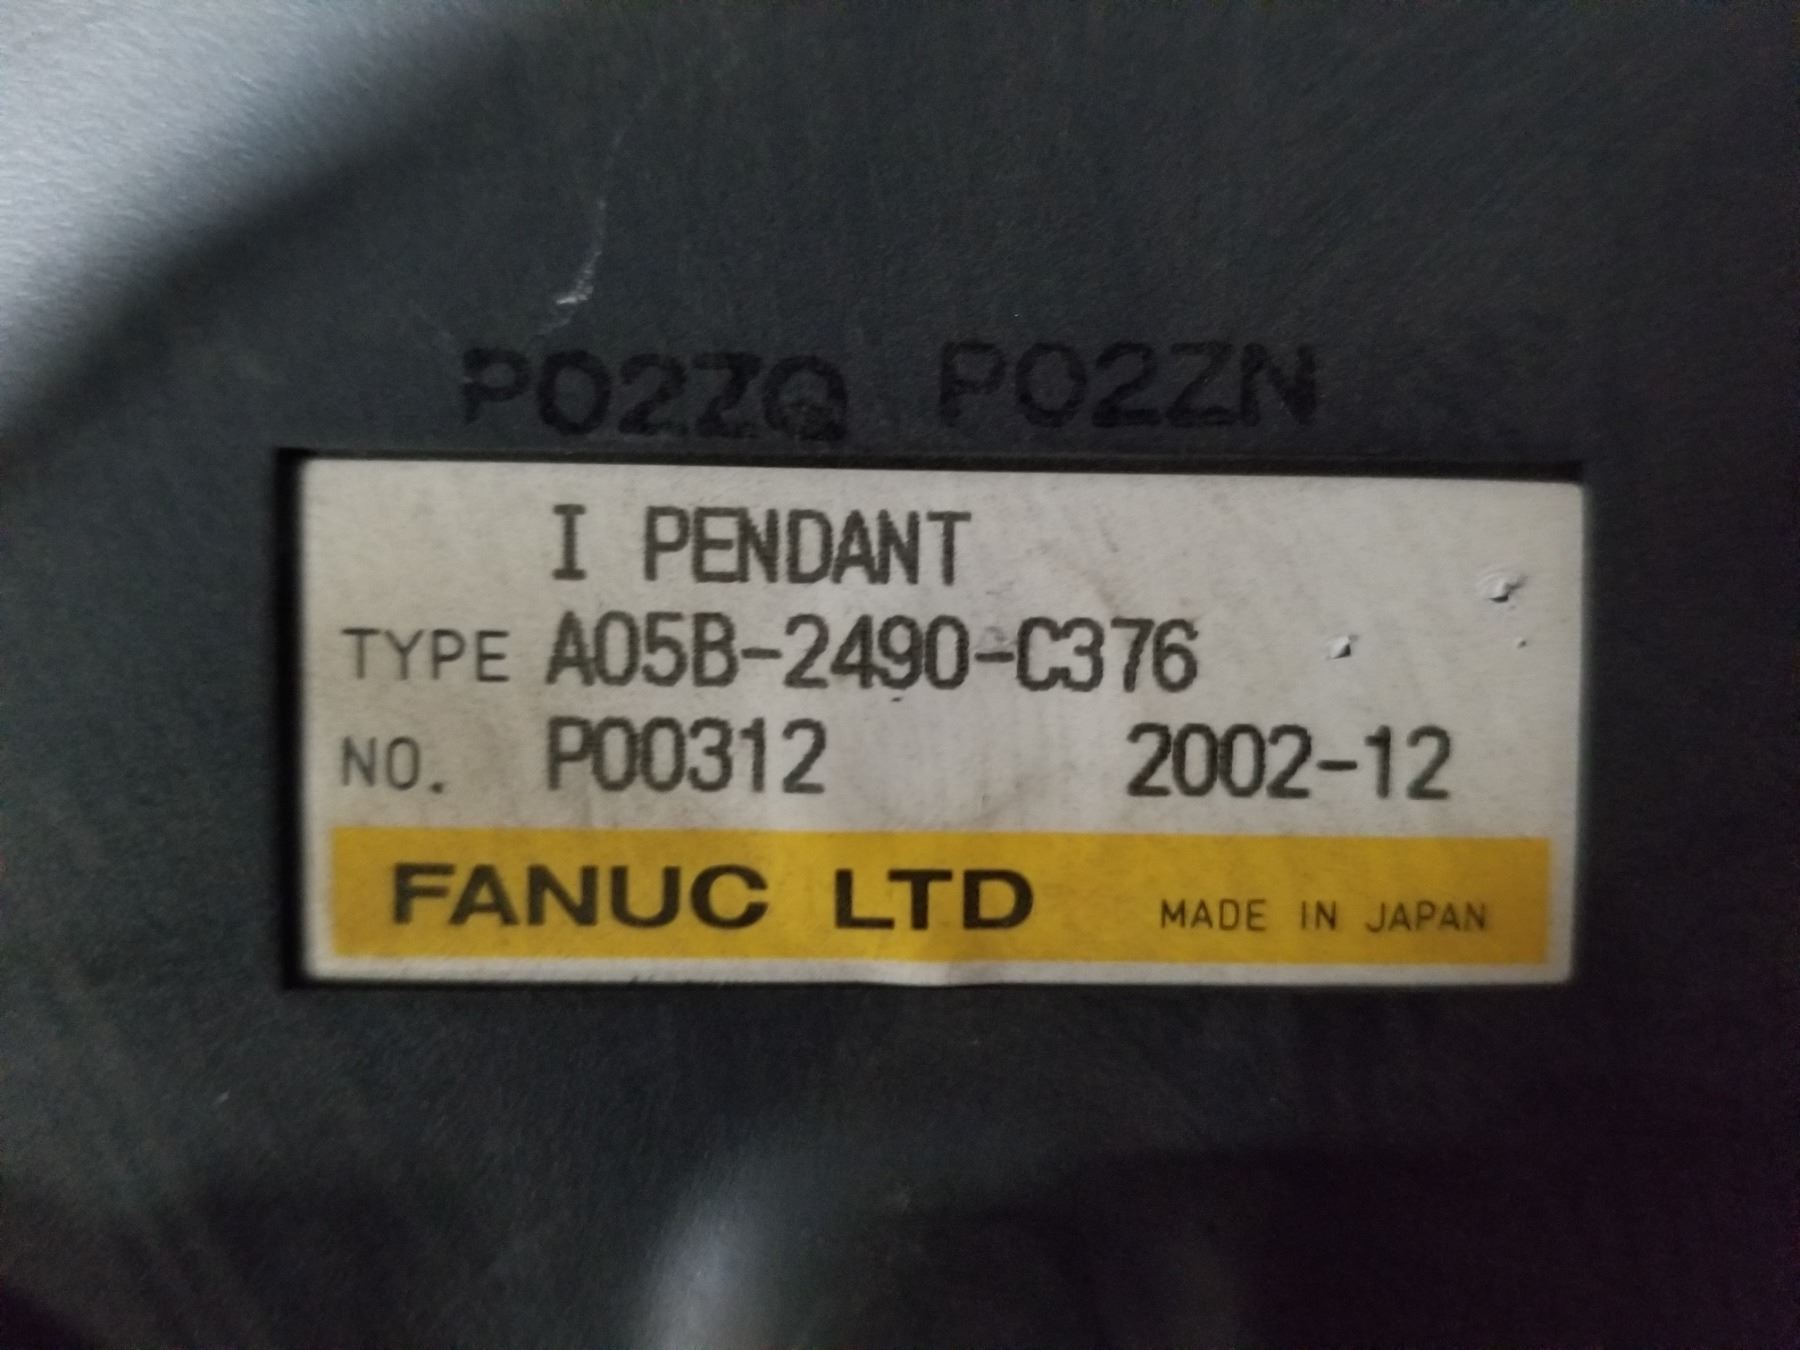 P02ZQ P02ZN
I PENDANT
TYPE A05B-2490-C376
NO. P00312 2002-12
FANUC LTD MADE IN JAPAN